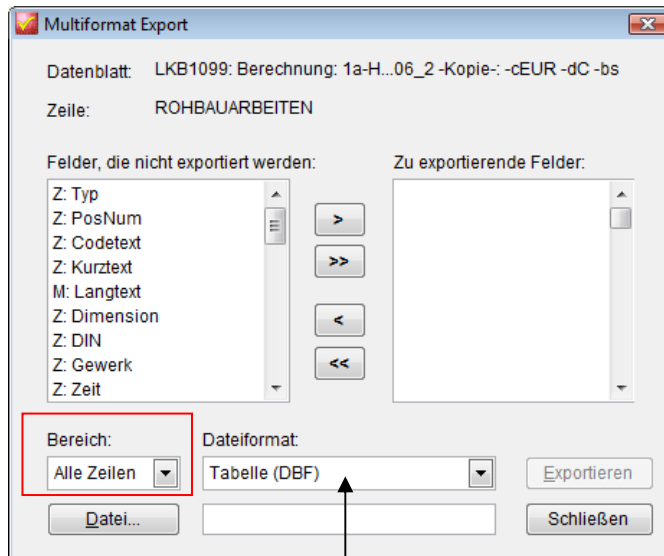 Multiformat Export
Datenblatt: LKB1099: Berechnung: 1a-H...06_2 -Kopie-: -cEUR -dC -bs
Zeile: ROHBAUARBEITEN
Felder, die nicht exportiert werden:
Zu exportierende Felder:
Z: Typ
Z: PosNum
Z: Codetext
Z: Kurztext
M: Langtext
Z: Dimension
Z: DIN
Z: Gewerk
Z: Zeit
>
>>
<
<<
Bereich:
Dateiformat:
Alle Zeilen
Tabelle (DBF)
Exportieren
Datei...
Schließen